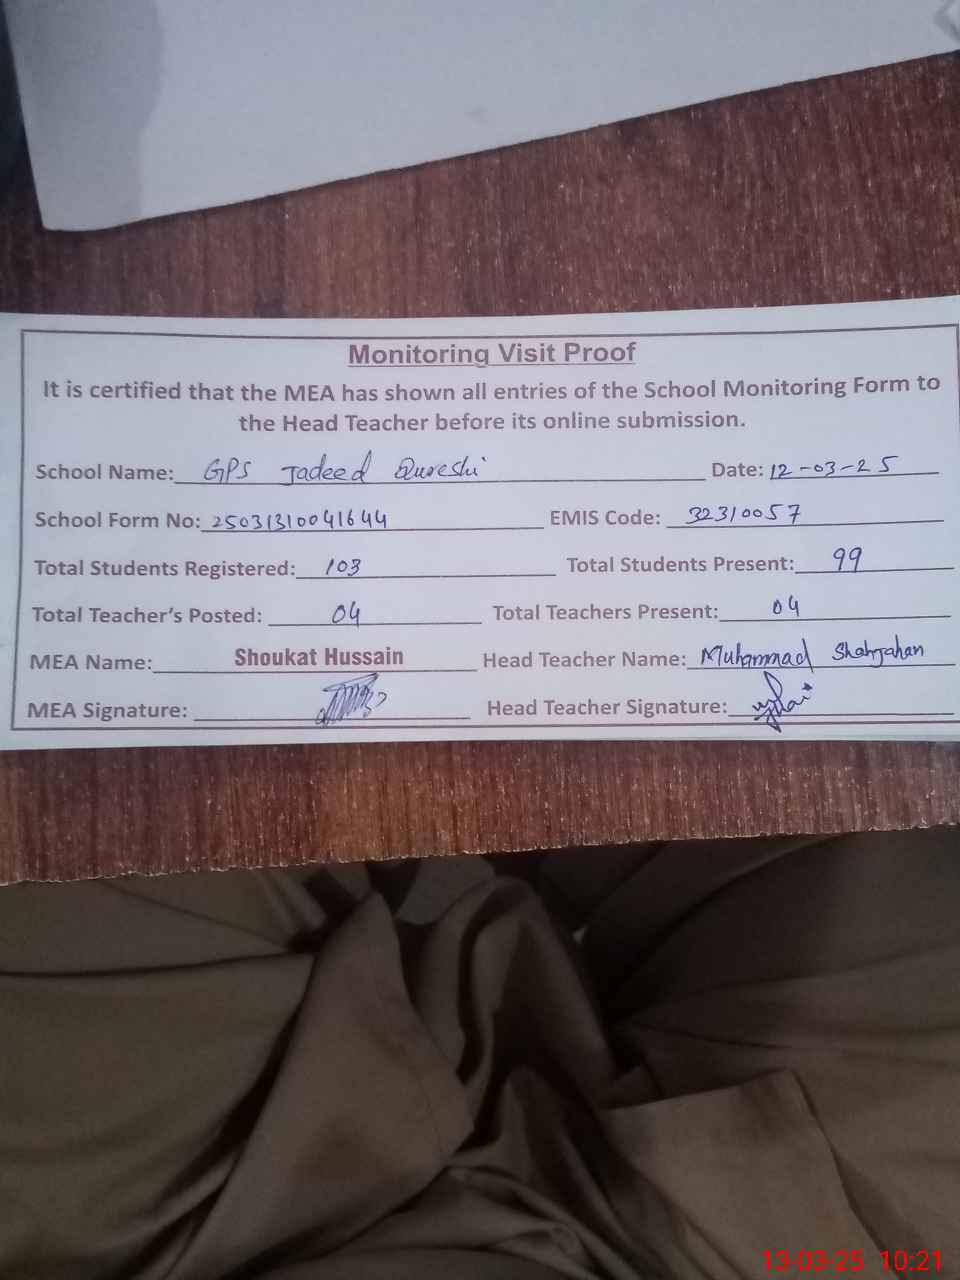 Monitoring Visit Proof
It is certified that the MEA has shown all entries of the School Monitoring Form to
the Head Teacher before its online submission.
School Name: GPS Jadeed Qureshi Date: 12-03-25
School Form No: 25031310041644 EMIS Code: 32310057
Total Students Registered: 103 Total Students Present: 99
Total Teacher's Posted: 04 Total Teachers Present: 04
MEA Name: Shoukat Hussain Head Teacher Name: Muhammad Shahjahan
MEA Signature: Head Teacher Signature:
13-03-25 10:21